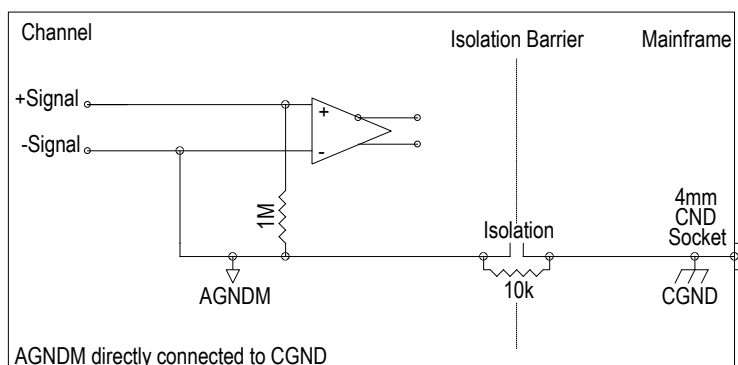 Channel
Isolation Barrier
Mainframe
+Signal
-Signal
+
-
1M
Isolation
4mm
CND
Socket
10k
AGNDM
CGND
AGNDM directly connected to CGND